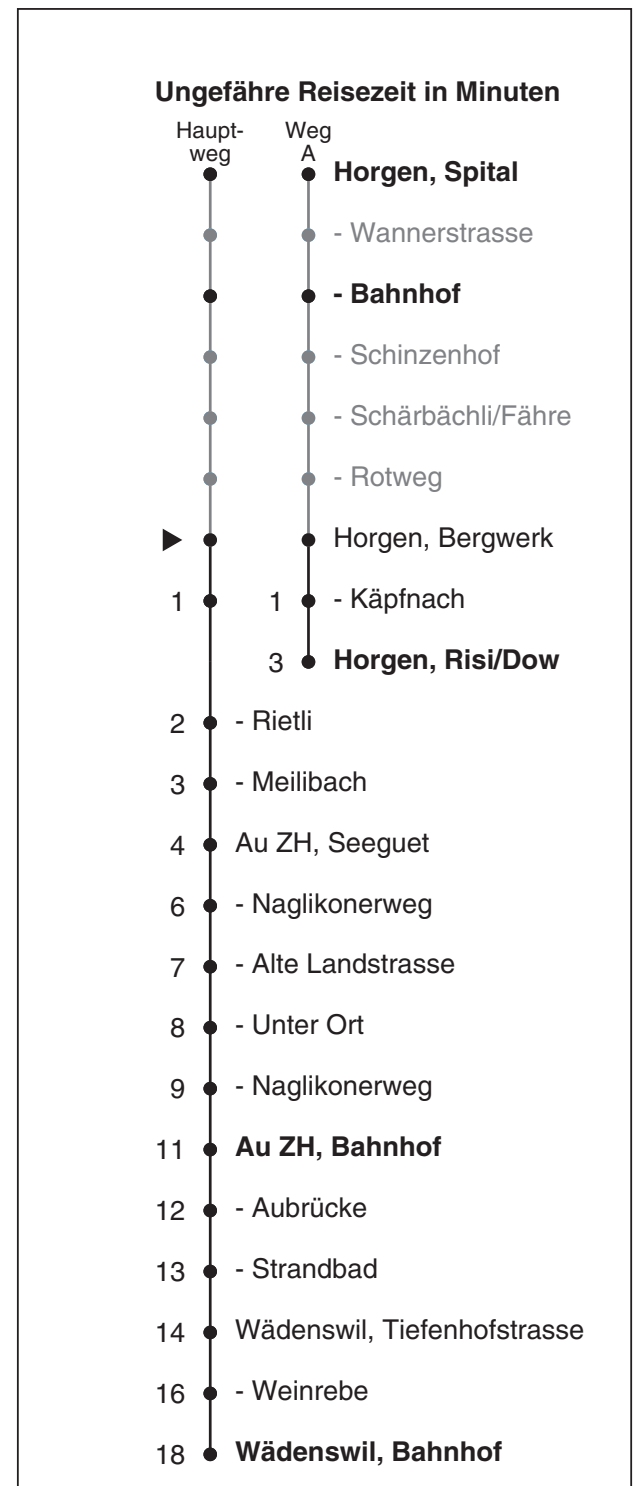 Ungefähre Reisezeit in Minuten
Haupt- Weg
weg A
Horgen, Spital
- Wannerstrasse
- Bahnhof
- Schinzenhof
- Schärbächli/Fähre
- Rotweg
Horgen, Bergwerk
1 1 - Käpfnach
3 Horgen, Risi/Dow
2 - Rietli
3 - Meilibach
4 Au ZH, Seeguet
6 - Naglikonerweg
7 - Alte Landstrasse
8 - Unter Ort
9 - Naglikonerweg
11 Au ZH, Bahnhof
12 - Aubrücke
13 - Strandbad
14 Wädenswil, Tiefenhofstrasse
16 - Weinrebe
18 Wädenswil, Bahnhof